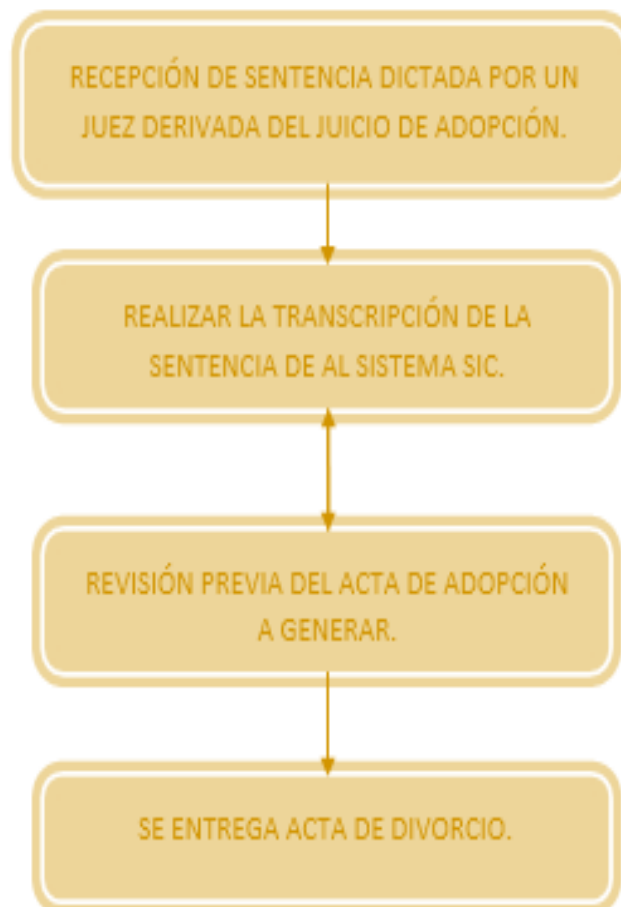 RECEPCIÓN DE SENTENCIA DICTADA POR UN
JUEZ DERIVADA DEL JUICIO DE ADOPCIÓN.
REALIZAR LA TRANSCRIPCIÓN DE LA
SENTENCIA DE AL SISTEMA SIC.
REVISIÓN PREVIA DEL ACTA DE ADOPCIÓN
A GENERAR.
SE ENTREGA ACTA DE DIVORCIO.